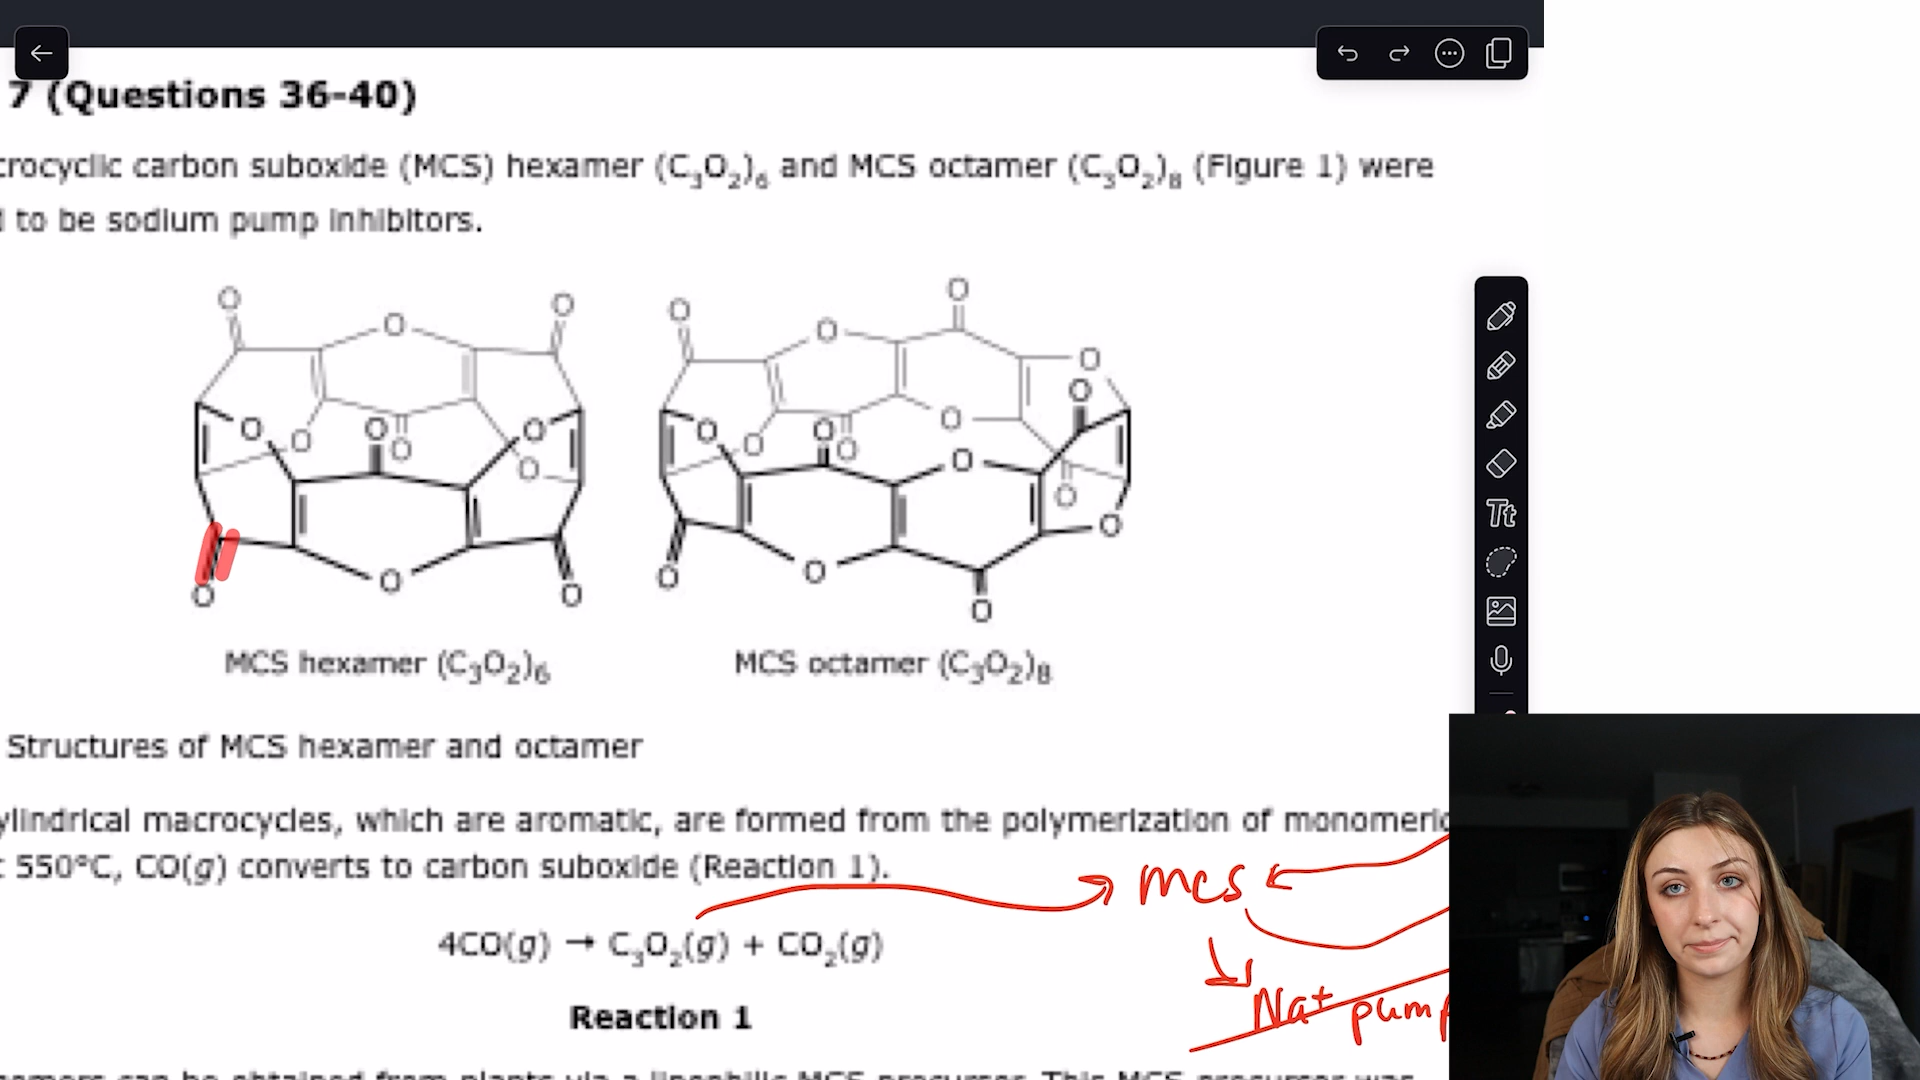 7 (Questions 36-40)
crocyclic carbon suboxide (MCS) hexamer (C₃O₂)₆ and MCS octamer (C₃O₂)₈ (Figure 1) were
to be sodium pump inhibitors.
O O O O O O O O O O O O
O O O O O O O O O O O O O O O O
MCS hexamer (C₃O₂)₆ MCS octamer (C₃O₂)₈
Structures of MCS hexamer and octamer
ylindrical macrocycles, which are aromatic, are formed from the polymerization of monomeric
550°C, CO(g) converts to carbon suboxide (Reaction 1).
mcs
4CO(g) → C₃O₂(g) + CO₂(g)
Na⁺ pump
Reaction 1
Tt